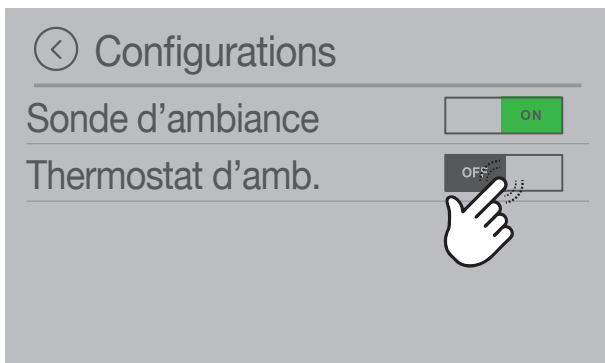 Configurations
Sonde d’ambiance ON
Thermostat d’amb. OFF